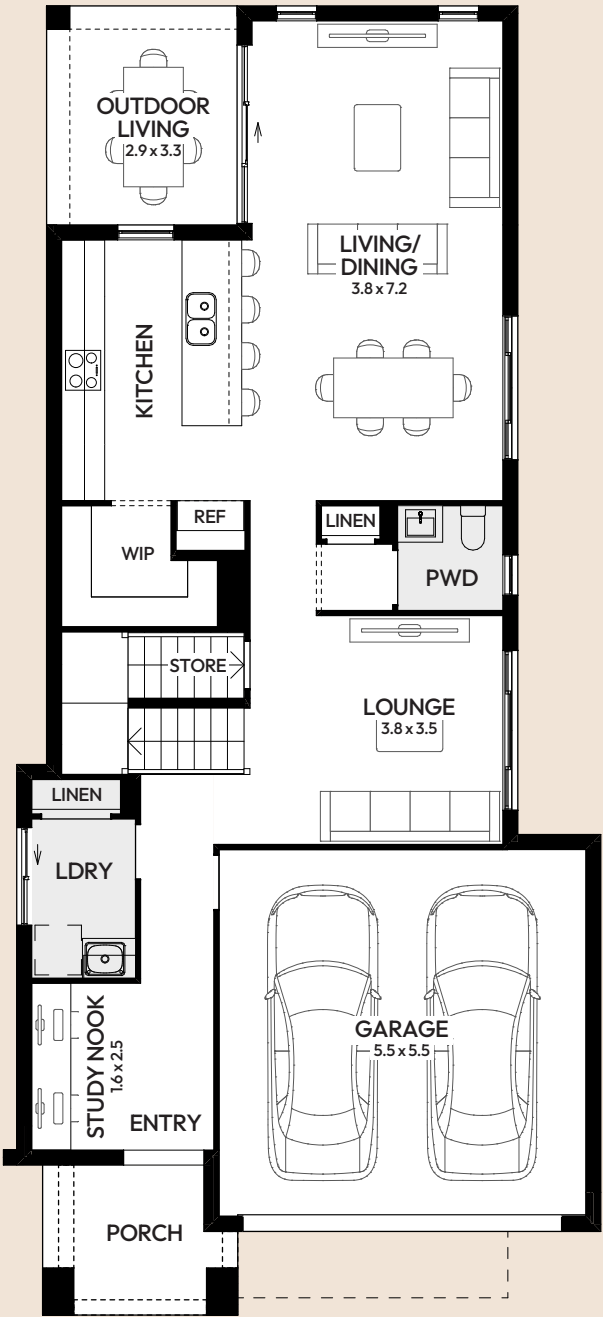 OUTDOOR
LIVING
2.9 x 3.3
LIVING/
DINING
3.8 x 7.2
KITCHEN
REF
LINEN
WIP
PWD
STORE
LOUNGE
3.8 x 3.5
LINEN
LDRY
GARAGE
5.5 x 5.5
STUDY NOOK
1.6 x 2.5
ENTRY
PORCH